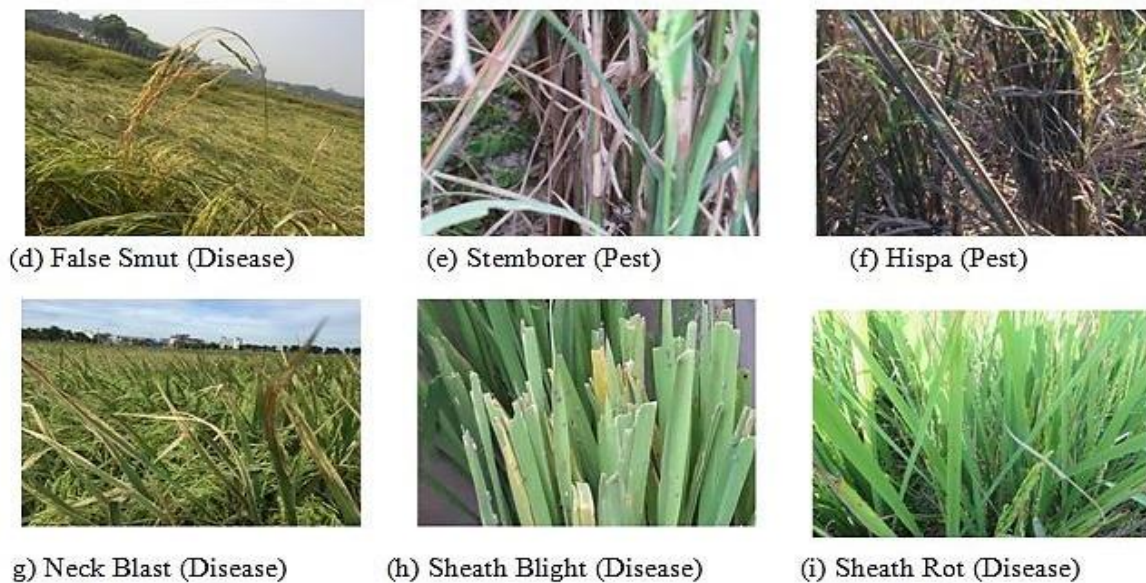 (d) False Smut (Disease)
(e) Stemborer (Pest)
(f) Hispa (Pest)
g) Neck Blast (Disease)
(h) Sheath Blight (Disease)
(i) Sheath Rot (Disease)